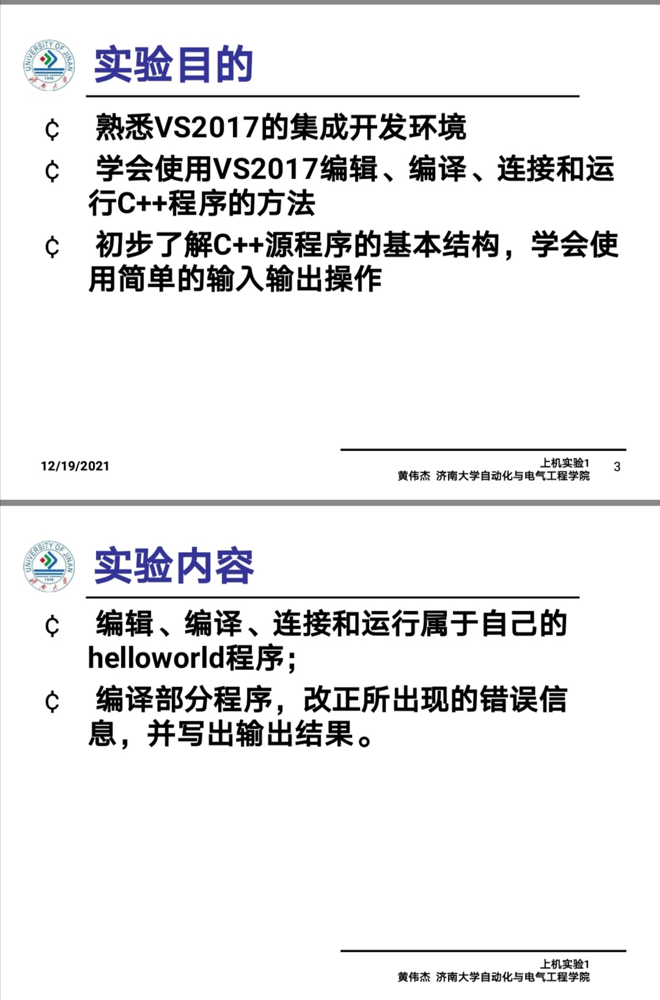 UNIVERSITY OF JINAN
1948
济南大学
实验目的
¢ 熟悉VS2017的集成开发环境
¢ 学会使用VS2017编辑、编译、连接和运
行C++程序的方法
¢ 初步了解C++源程序的基本结构，学会使
用简单的输入输出操作
12/19/2021
上机实验1
黄伟杰 济南大学自动化与电气工程学院
3
UNIVERSITY OF JINAN
1948
济南大学
实验内容
¢ 编辑、编译、连接和运行属于自己的
helloworld程序；
¢ 编译部分程序，改正所出现的错误信
息，并写出输出结果。
上机实验1
黄伟杰 济南大学自动化与电气工程学院